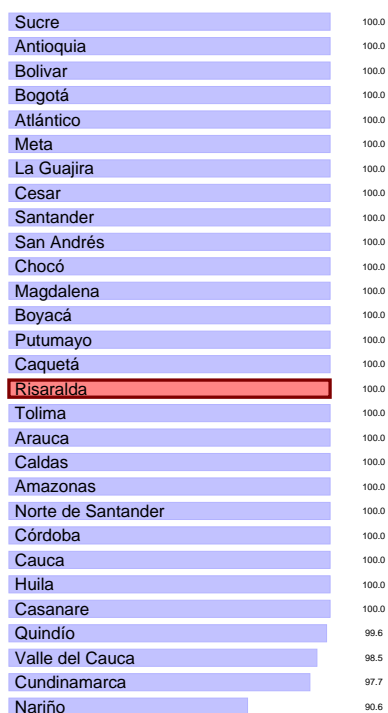 Sucre 100.0
Antioquia 100.0
Bolivar 100.0
Bogotá 100.0
Atlántico 100.0
Meta 100.0
La Guajira 100.0
Cesar 100.0
Santander 100.0
San Andrés 100.0
Chocó 100.0
Magdalena 100.0
Boyacá 100.0
Putumayo 100.0
Caquetá 100.0
Risaralda 100.0
Tolima 100.0
Arauca 100.0
Caldas 100.0
Amazonas 100.0
Norte de Santander 100.0
Córdoba 100.0
Cauca 100.0
Huila 100.0
Casanare 100.0
Quindío 99.6
Valle del Cauca 98.5
Cundinamarca 97.7
Nariño 90.6